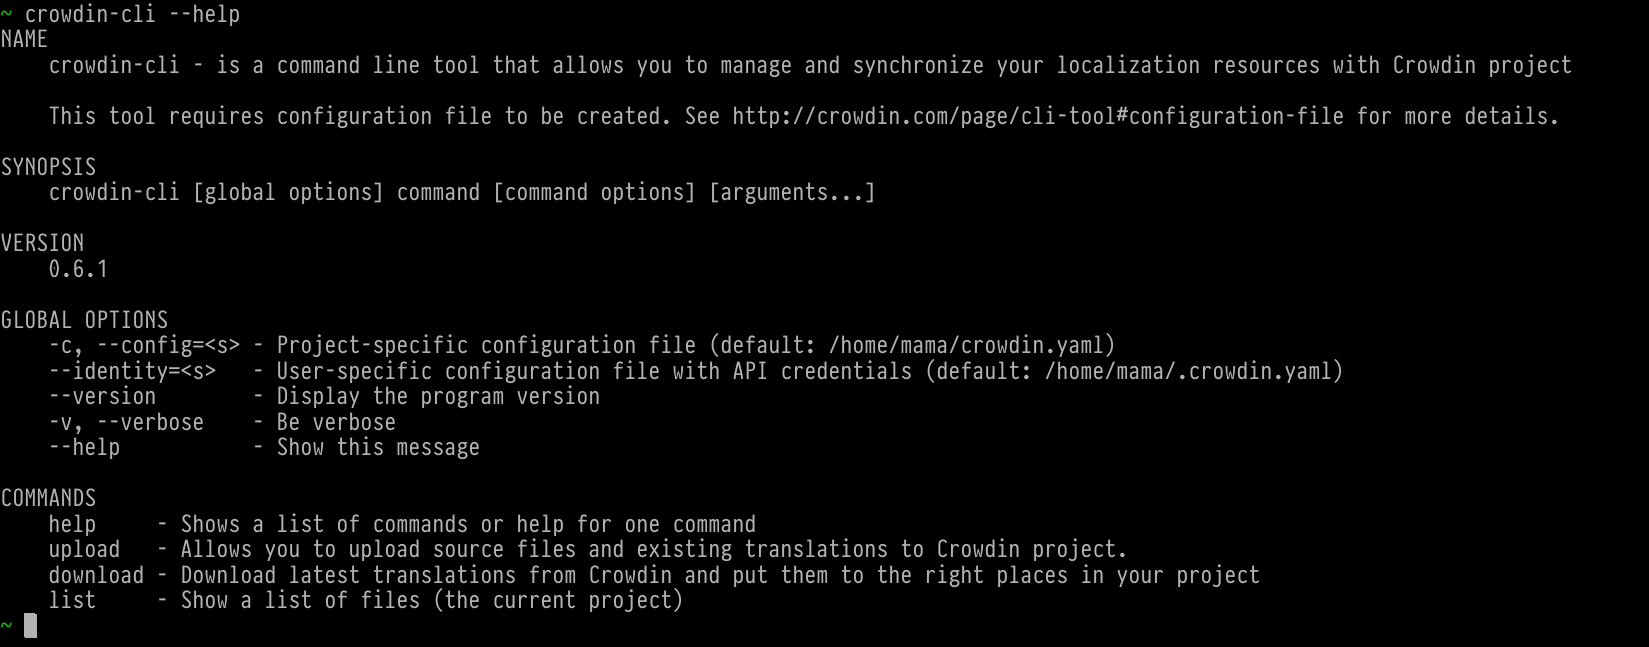 ~ crowdin-cli --help
NAME
    crowdin-cli - is a command line tool that allows you to manage and synchronize your localization resources with Crowdin project

    This tool requires configuration file to be created. See http://crowdin.com/page/cli-tool#configuration-file for more details.

SYNOPSIS
    crowdin-cli [global options] command [command options] [arguments...]

VERSION
    0.6.1

GLOBAL OPTIONS
    -c, --config=<s> - Project-specific configuration file (default: /home/mama/crowdin.yaml)
    --identity=<s>   - User-specific configuration file with API credentials (default: /home/mama/.crowdin.yaml)
    --version        - Display the program version
    -v, --verbose    - Be verbose
    --help           - Show this message

COMMANDS
    help     - Shows a list of commands or help for one command
    upload   - Allows you to upload source files and existing translations to Crowdin project.
    download - Download latest translations from Crowdin and put them to the right places in your project
    list     - Show a list of files (the current project)
~